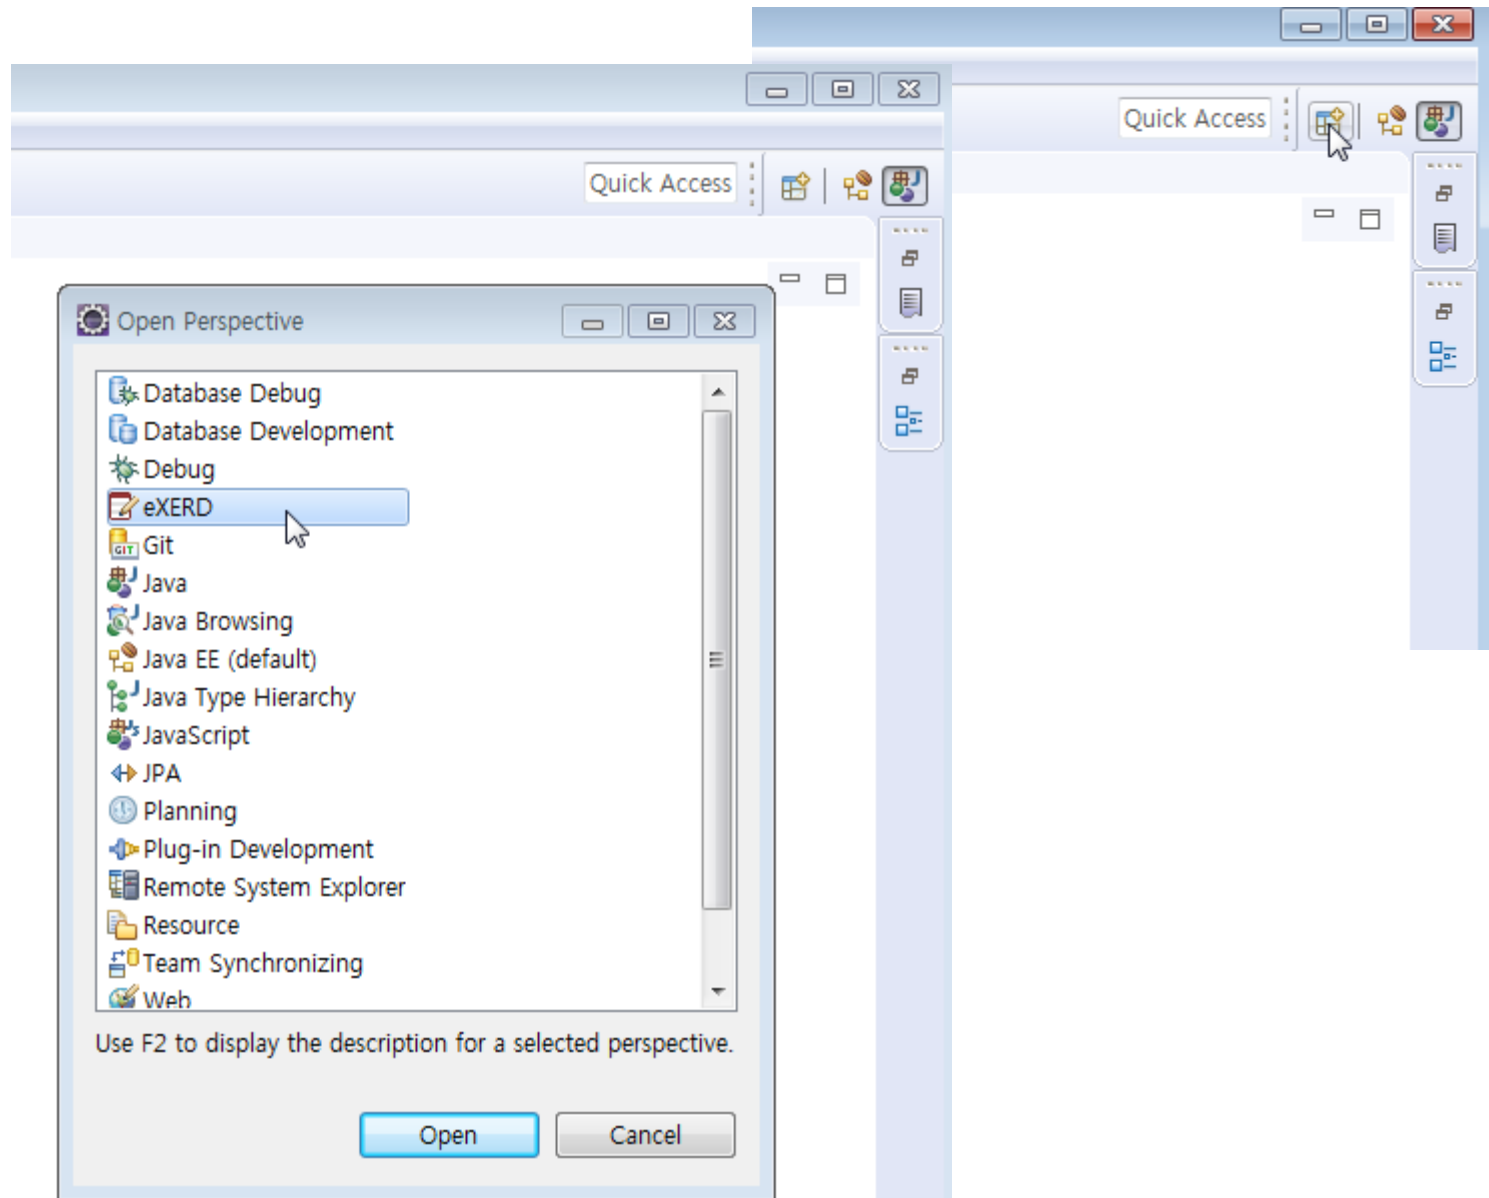 Quick Access
Quick Access
Open Perspective
Database Debug
Database Development
Debug
eXERD
GIT Git
Java
Java Browsing
Java EE (default)
Java Type Hierarchy
JavaScript
JPA
Planning
Plug-in Development
Remote System Explorer
Resource
Team Synchronizing
Web
Use F2 to display the description for a selected perspective.
Open Cancel